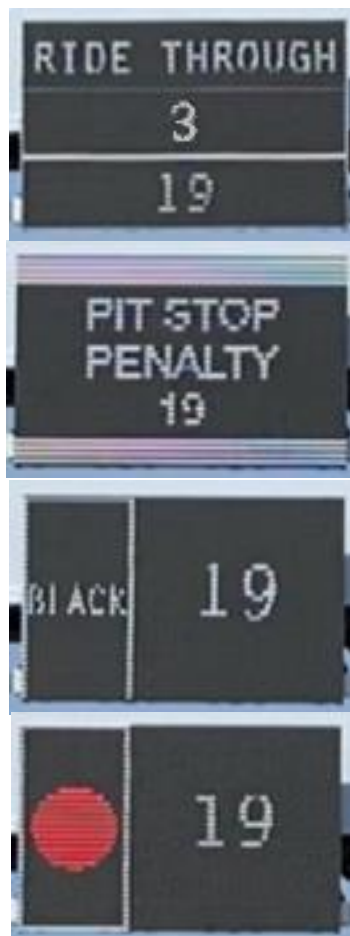 RIDE THROUGH
3
19
PIT STOP
PENALTY
19
BLACK
19
19